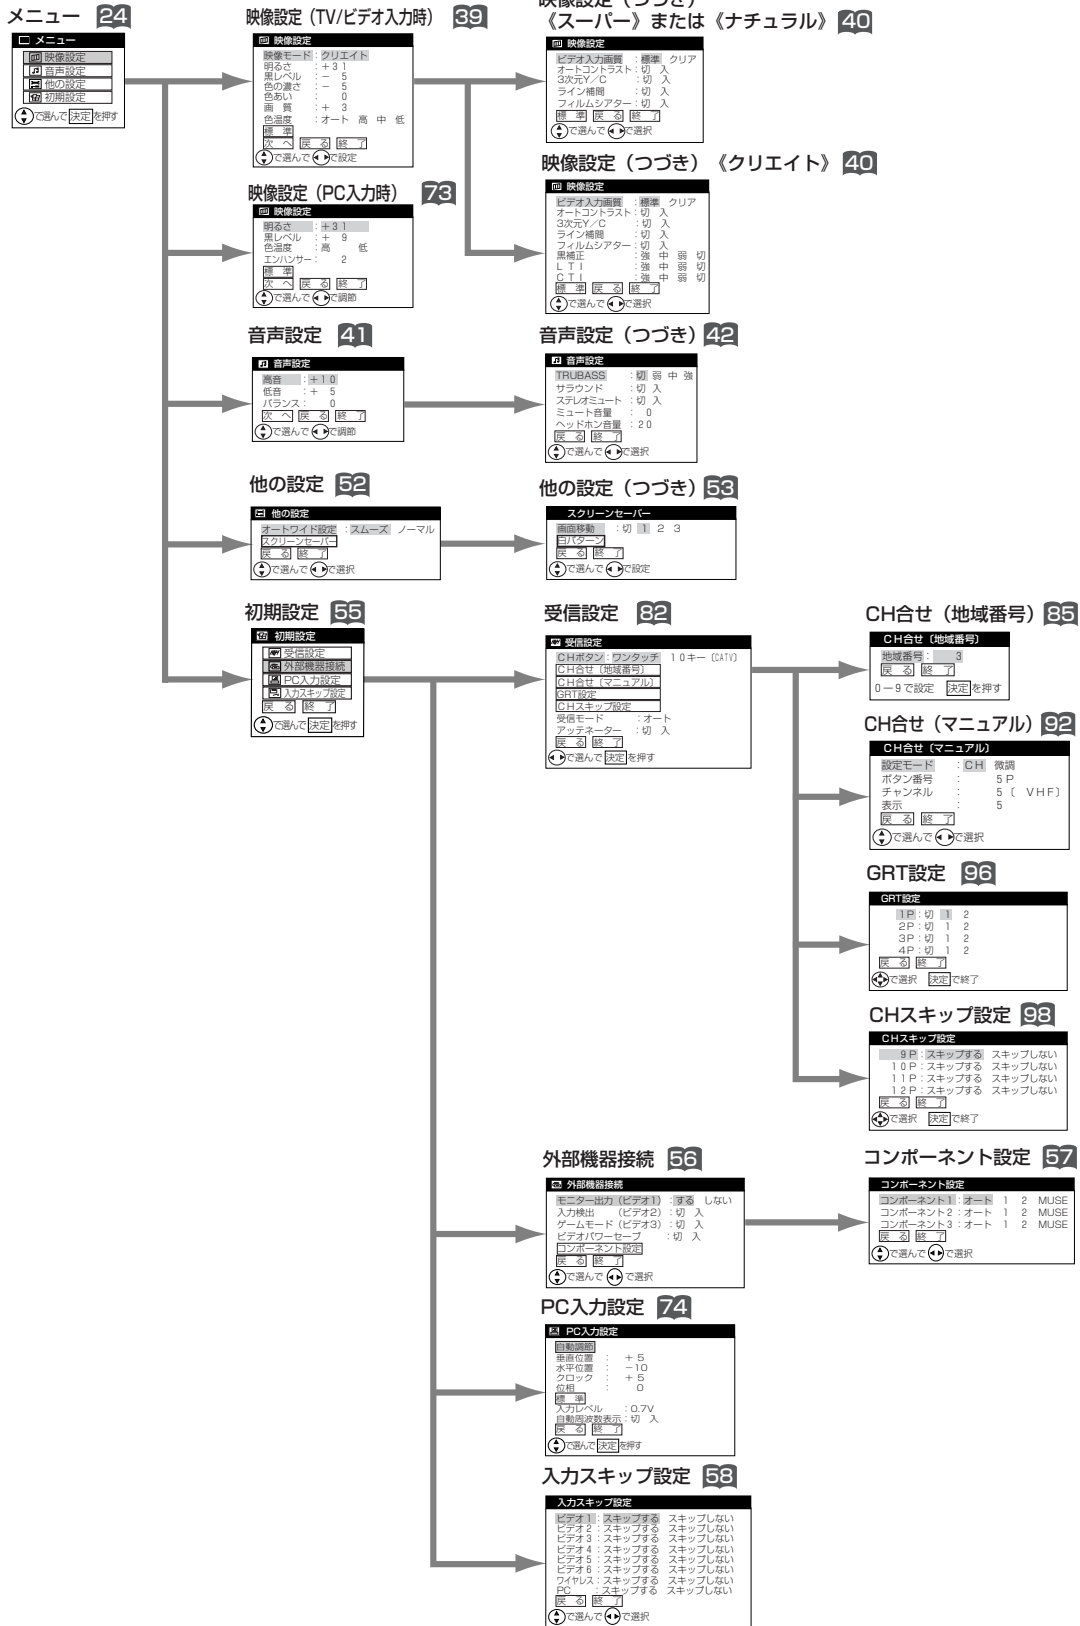 メニュー 24
メニュー
映像設定
音声設定
他の設定
初期設定
で選んで 決定 を押す
映像設定（TV/ビデオ入力時） 39
映像設定
映像モード：クリエイト
明るさ ：＋３１
黒レベル ：－ ５
色の濃さ ：－ ５
色あい ： ０
画 質 ：＋ ３
色温度 ：オート 高 中 低
標 準
次 へ 戻 る 終 了
で選んで で設定
映像設定（PC入力時） 73
映像設定
明るさ ：＋３１
黒レベル ：＋ ９
色温度 ：高 低
エンハンサー： ２
標 準
次 へ 戻 る 終 了
で選んで で調節
音声設定 41
音声設定
高音 ：＋１０
低音 ：＋ ５
バランス： ０
次 へ 戻 る 終 了
で選んで で調節
他の設定 52
他の設定
オートワイド設定 ：スムーズ ノーマル
スクリーンセーバー
戻 る 終 了
で選んで で選択
初期設定 55
初期設定
受信設定
外部機器接続
PC入力設定
入力スキップ設定
戻 る 終 了
で選んで 決定 を押す
映像設定（つづき）
《スーパー》または《ナチュラル》 40
映像設定
ビデオ入力画質 ：標準 クリア
オートコントラスト：切 入
３次元Ｙ／Ｃ ：切 入
ライン補間 ：切 入
フィルムシアター：切 入
標 準 戻 る 終 了
で選んで で選択
映像設定（つづき）《クリエイト》 40
映像設定
ビデオ入力画質 ：標準 クリア
オートコントラスト：切 入
３次元Ｙ／Ｃ ：切 入
ライン補間 ：切 入
フィルムシアター：切 入
黒補正 ：強 中 弱 切
ＬＴＩ ：強 中 弱 切
ＣＴＩ ：強 中 弱 切
標 準 戻 る 終 了
で選んで で選択
音声設定（つづき） 42
音声設定
TRUBASS ：切 弱 中 強
サラウンド ：切 入
ステレオミュート ：切 入
ミュート音量 ： ０
ヘッドホン音量 ：２０
戻 る 終 了
で選んで で選択
他の設定（つづき） 53
スクリーンセーバー
画面移動 ：切 １ ２ ３
白パターン
戻 る 終 了
で選んで で設定
受信設定 82
受信設定
ＣＨボタン：ワンタッチ １０キー〔CATV〕
ＣＨ合せ〔地域番号〕
ＣＨ合せ〔マニュアル〕
GRT設定
ＣＨスキップ設定
受信モード ：オート
アッテネーター ：切 入
戻 る 終 了
で選んで 決定 を押す
CH合せ（地域番号） 85
ＣＨ合せ〔地域番号〕
地域番号： ３
戻 る 終 了
０－９で設定 決定 を押す
CH合せ（マニュアル） 92
ＣＨ合せ〔マニュアル〕
設定モード ：ＣＨ 微調
ボタン番号 ： ５Ｐ
チャンネル ： ５〔 ＶＨＦ〕
表示 ： ５
戻 る 終 了
で選んで で選択
GRT設定 96
GRT設定
１Ｐ：切 １ ２
２Ｐ：切 １ ２
３Ｐ：切 １ ２
４Ｐ：切 １ ２
戻 る 終 了
で選択 決定 で終了
CHスキップ設定 98
ＣＨスキップ設定
９Ｐ：スキップする スキップしない
１０Ｐ：スキップする スキップしない
１１Ｐ：スキップする スキップしない
１２Ｐ：スキップする スキップしない
戻 る 終 了
で選択 決定 で終了
外部機器接続 56
外部機器接続
モニター出力（ビデオ１）：する しない
入力検出 （ビデオ２）：切 入
ゲームモード（ビデオ３）：切 入
ビデオパワーセーブ ：切 入
コンポーネント設定
戻 る 終 了
で選んで で選択
コンポーネント設定 57
コンポーネント設定
コンポーネント１：オート １ ２ MUSE
コンポーネント２：オート １ ２ MUSE
コンポーネント３：オート １ ２ MUSE
戻 る 終 了
で選んで で選択
PC入力設定 74
PC入力設定
自動調節
垂直位置 ： ＋５
水平位置 ： －１０
クロック ： ＋５
位相 ： ０
標 準
入力レベル ：0.7V
自動周波数表示：切 入
戻 る 終 了
で選んで 決定 を押す
入力スキップ設定 58
入力スキップ設定
ビデオ１：スキップする スキップしない
ビデオ２：スキップする スキップしない
ビデオ３：スキップする スキップしない
ビデオ４：スキップする スキップしない
ビデオ５：スキップする スキップしない
ビデオ６：スキップする スキップしない
ワイヤレス：スキップする スキップしない
PC ：スキップする スキップしない
戻 る 終 了
で選んで で選択